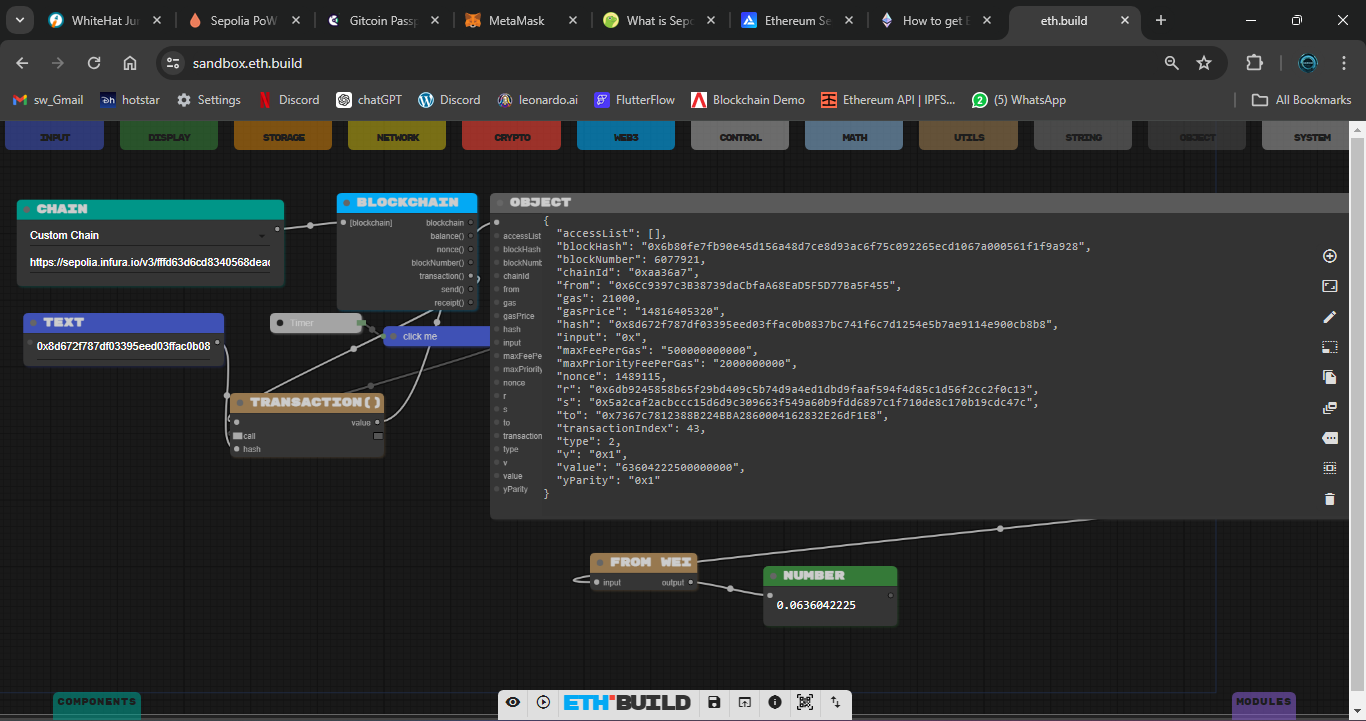 WhiteHat Ju
Sepolia PoW
Gitcoin Passp
MetaMask
What is Sepo
Ethereum Se
How to get E
eth.build
sandbox.eth.build
sw_Gmail
hotstar
Settings
Discord
chatGPT
Discord
leonardo.ai
FlutterFlow
Blockchain Demo
Ethereum API | IPFS...
(5) WhatsApp
All Bookmarks
INPUT
DISPLAY
STORAGE
NETWORK
CRYPTO
WEB3
CONTROL
MATH
UTILS
STRING
OBJECT
SYSTEM
CHAIN
Custom Chain
https://sepolia.infura.io/v3/fffd63d6cd8340568dead
BLOCKCHAIN
[blockchain]
blockchain
balance()
nonce()
blockNumber()
transaction()
send()
receipt()
TEXT
0x8d672f787df03395eed03ffac0b08
Timer
click me
TRANSACTION()
value
call
hash
OBJECT
accessList
blockHash
blockNumb
chainId
from
gas
gasPrice
hash
input
maxFeePe
maxPriority
nonce
r
s
to
transaction
type
v
value
yParity
{
"accessList": [],
"blockHash": "0x6b80fe7fb90e45d156a48d7ce8d93ac6f75c092265ecd1067a000561f1f9a928",
"blockNumber": 6077921,
"chainId": "0xaa36a7",
"from": "0x6Cc9397c3B38739daCbfaA68EaD5F5D77Ba5F455",
"gas": 21000,
"gasPrice": "14816405320",
"hash": "0x8d672f787df03395eed03ffac0b0837bc741f6c7d1254e5b7ae9114e900cb8b8",
"input": "0x",
"maxFeePerGas": "500000000000",
"maxPriorityFeePerGas": "2000000000",
"nonce": 1489115,
"r": "0x6db9245858b65f29bd409c5b74d9a4ed1dbd9faaf594f4d85c1d56f2cc2f0c13",
"s": "0x5a2caf2acbccc15d6d9c309663f549a60b9fdd6897c1f710de8c170b19cdc47c",
"to": "0x7367c7812388B224BBA2860004162832E26dF1E8",
"transactionIndex": 43,
"type": 2,
"v": "0x1",
"value": "63604222500000000",
"yParity": "0x1"
}
FROM WEI
input
output
NUMBER
0.0636042225
COMPONENTS
ETH.BUILD
MODULES